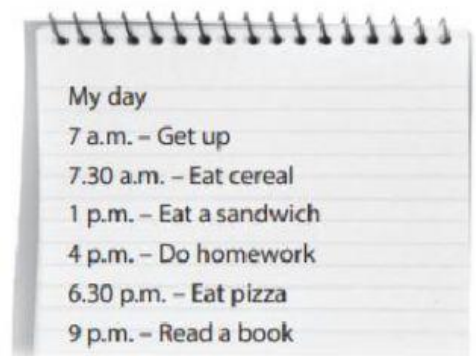 My day
7 a.m. – Get up
7.30 a.m. – Eat cereal
1 p.m. – Eat a sandwich
4 p.m. – Do homework
6.30 p.m. – Eat pizza
9 p.m. – Read a book